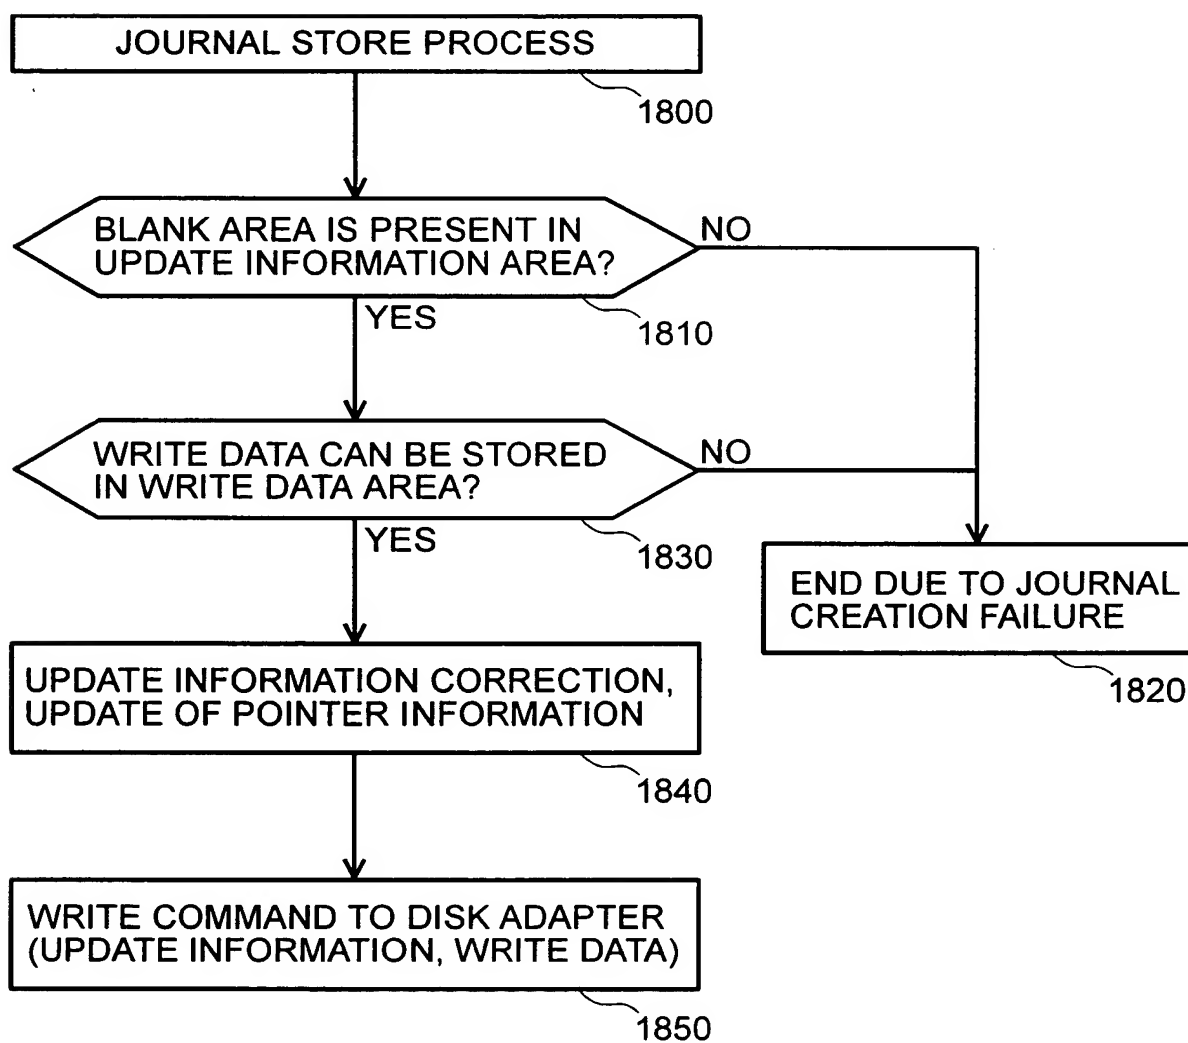 JOURNAL STORE PROCESS
1800
BLANK AREA IS PRESENT IN
UPDATE INFORMATION AREA?
NO
YES
1810
WRITE DATA CAN BE STORED
IN WRITE DATA AREA?
NO
YES
1830
END DUE TO JOURNAL
CREATION FAILURE
1820
UPDATE INFORMATION CORRECTION,
UPDATE OF POINTER INFORMATION
1840
WRITE COMMAND TO DISK ADAPTER
(UPDATE INFORMATION, WRITE DATA)
1850